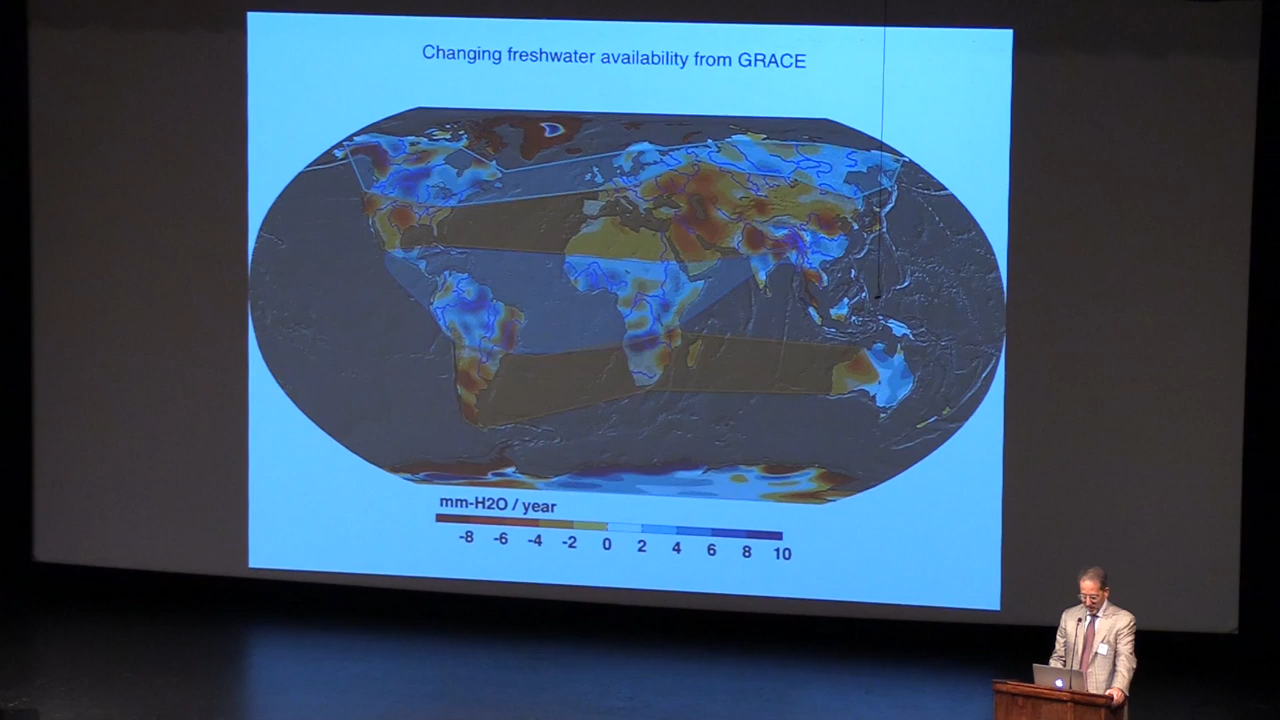 Changing freshwater availability from GRACE
mm-H2O / year
-8 -6 -4 -2 0 2 4 6 8 10